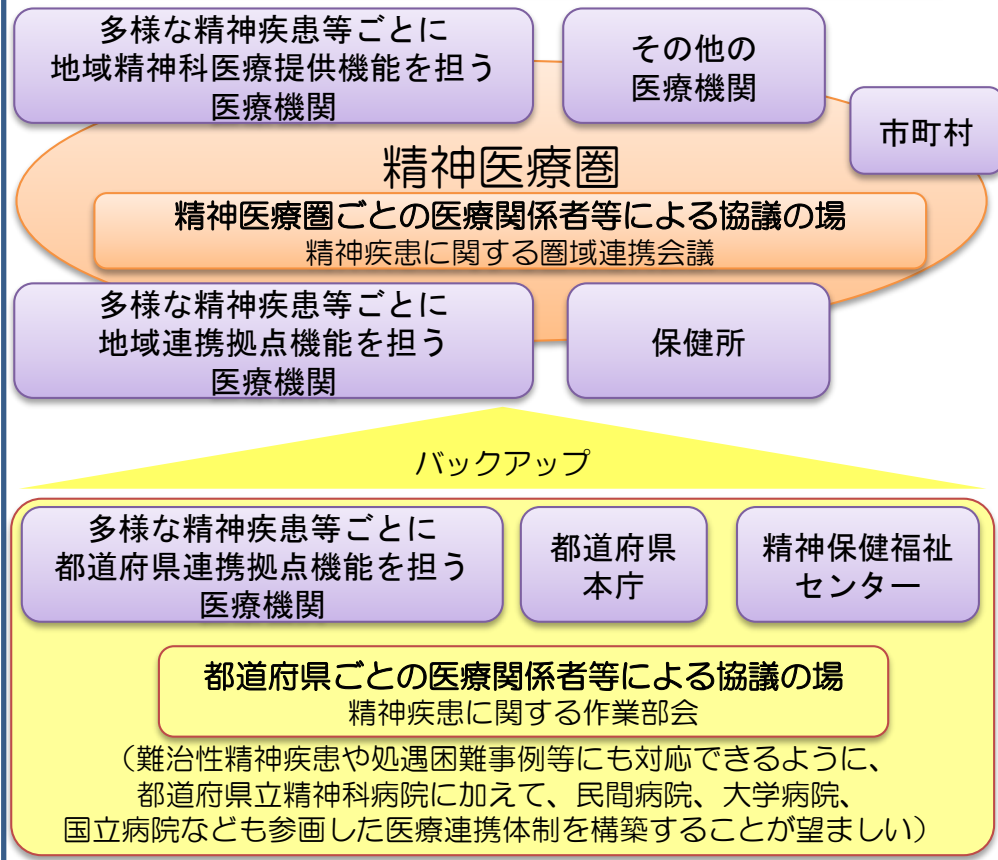 多様な精神疾患等ごとに
地域精神科医療提供機能を担う
医療機関
その他の
医療機関
市町村
精神医療圏
精神医療圏ごとの医療関係者等による協議の場
精神疾患に関する圏域連携会議
多様な精神疾患等ごとに
地域連携拠点機能を担う
医療機関
保健所
バックアップ
多様な精神疾患等ごとに
都道府県連携拠点機能を担う
医療機関
都道府県
本庁
精神保健福祉
センター
都道府県ごとの医療関係者等による協議の場
精神疾患に関する作業部会
（難治性精神疾患や処遇困難事例等にも対応できるように、
都道府県立精神科病院に加えて、民間病院、大学病院、
国立病院なども参画した医療連携体制を構築することが望ましい）